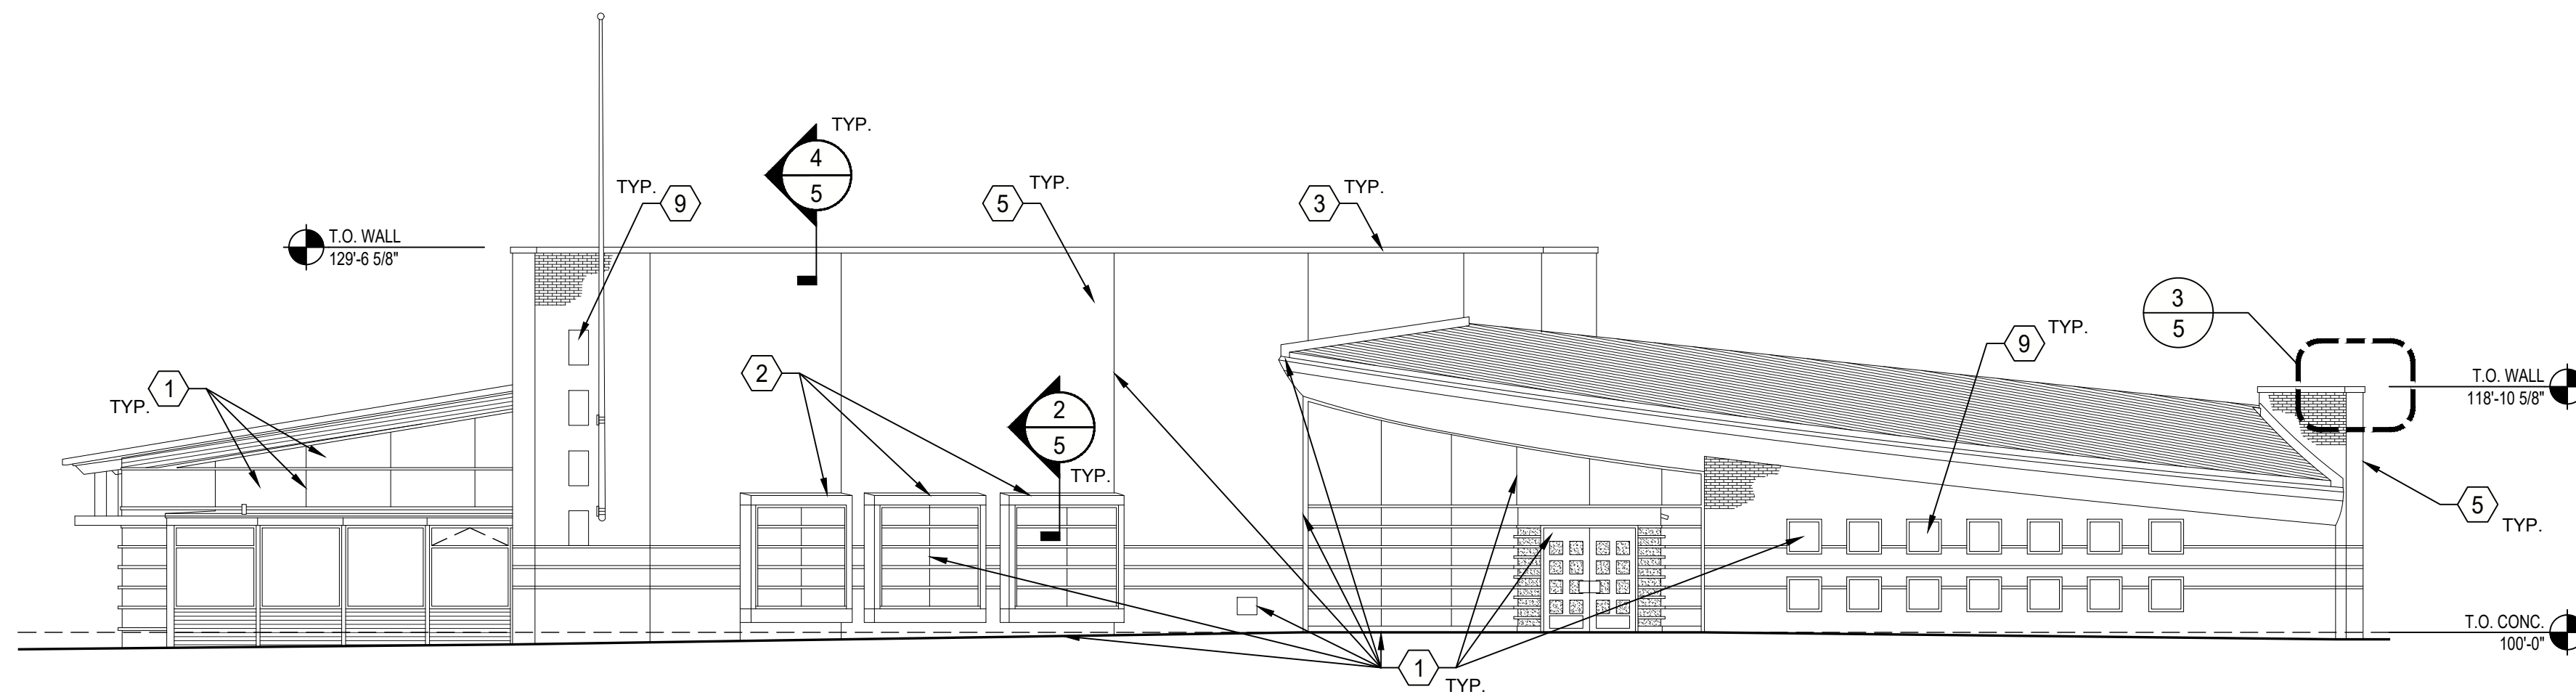 TYP.
4
5
TYP.
9
TYP.
5
TYP.
3
TYP.
T.O. WALL
129'-6 5/8"
3
5
9
TYP.
1
TYP.
2
2
5
TYP.
T.O. WALL
118'-10 5/8"
5
TYP.
T.O. CONC.
100'-0"
1
TYP.